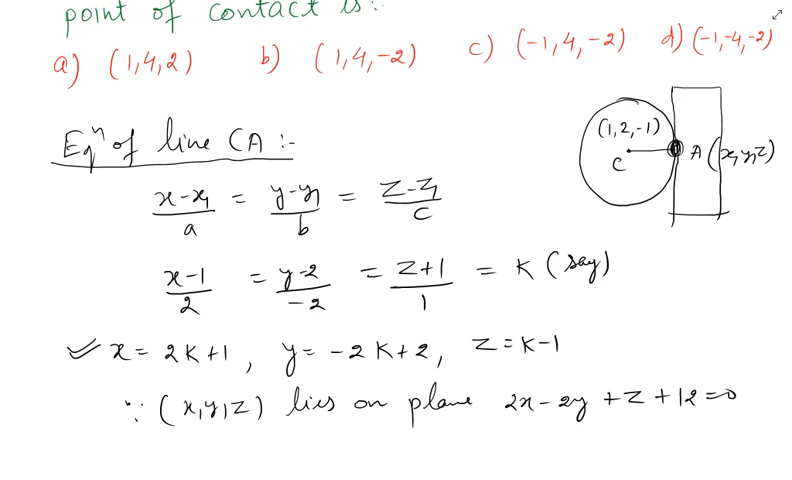 point of contact is:.
a) (1,4,2) b) (1,4,-2) c) (-1,4,-2) d) (-1,-4,-2)
Eqⁿ of line CA :-
(1,2,-1)
C A (x,y,z)
x-x₁/a = y-y₁/b = z-z₁/c
x-1/2 = y-2/-2 = z+1/1 = K (say)
x = 2K+1, y = -2K+2, z = K-1
∵ (x,y,z) lies on plane 2x-2y+z+12=0